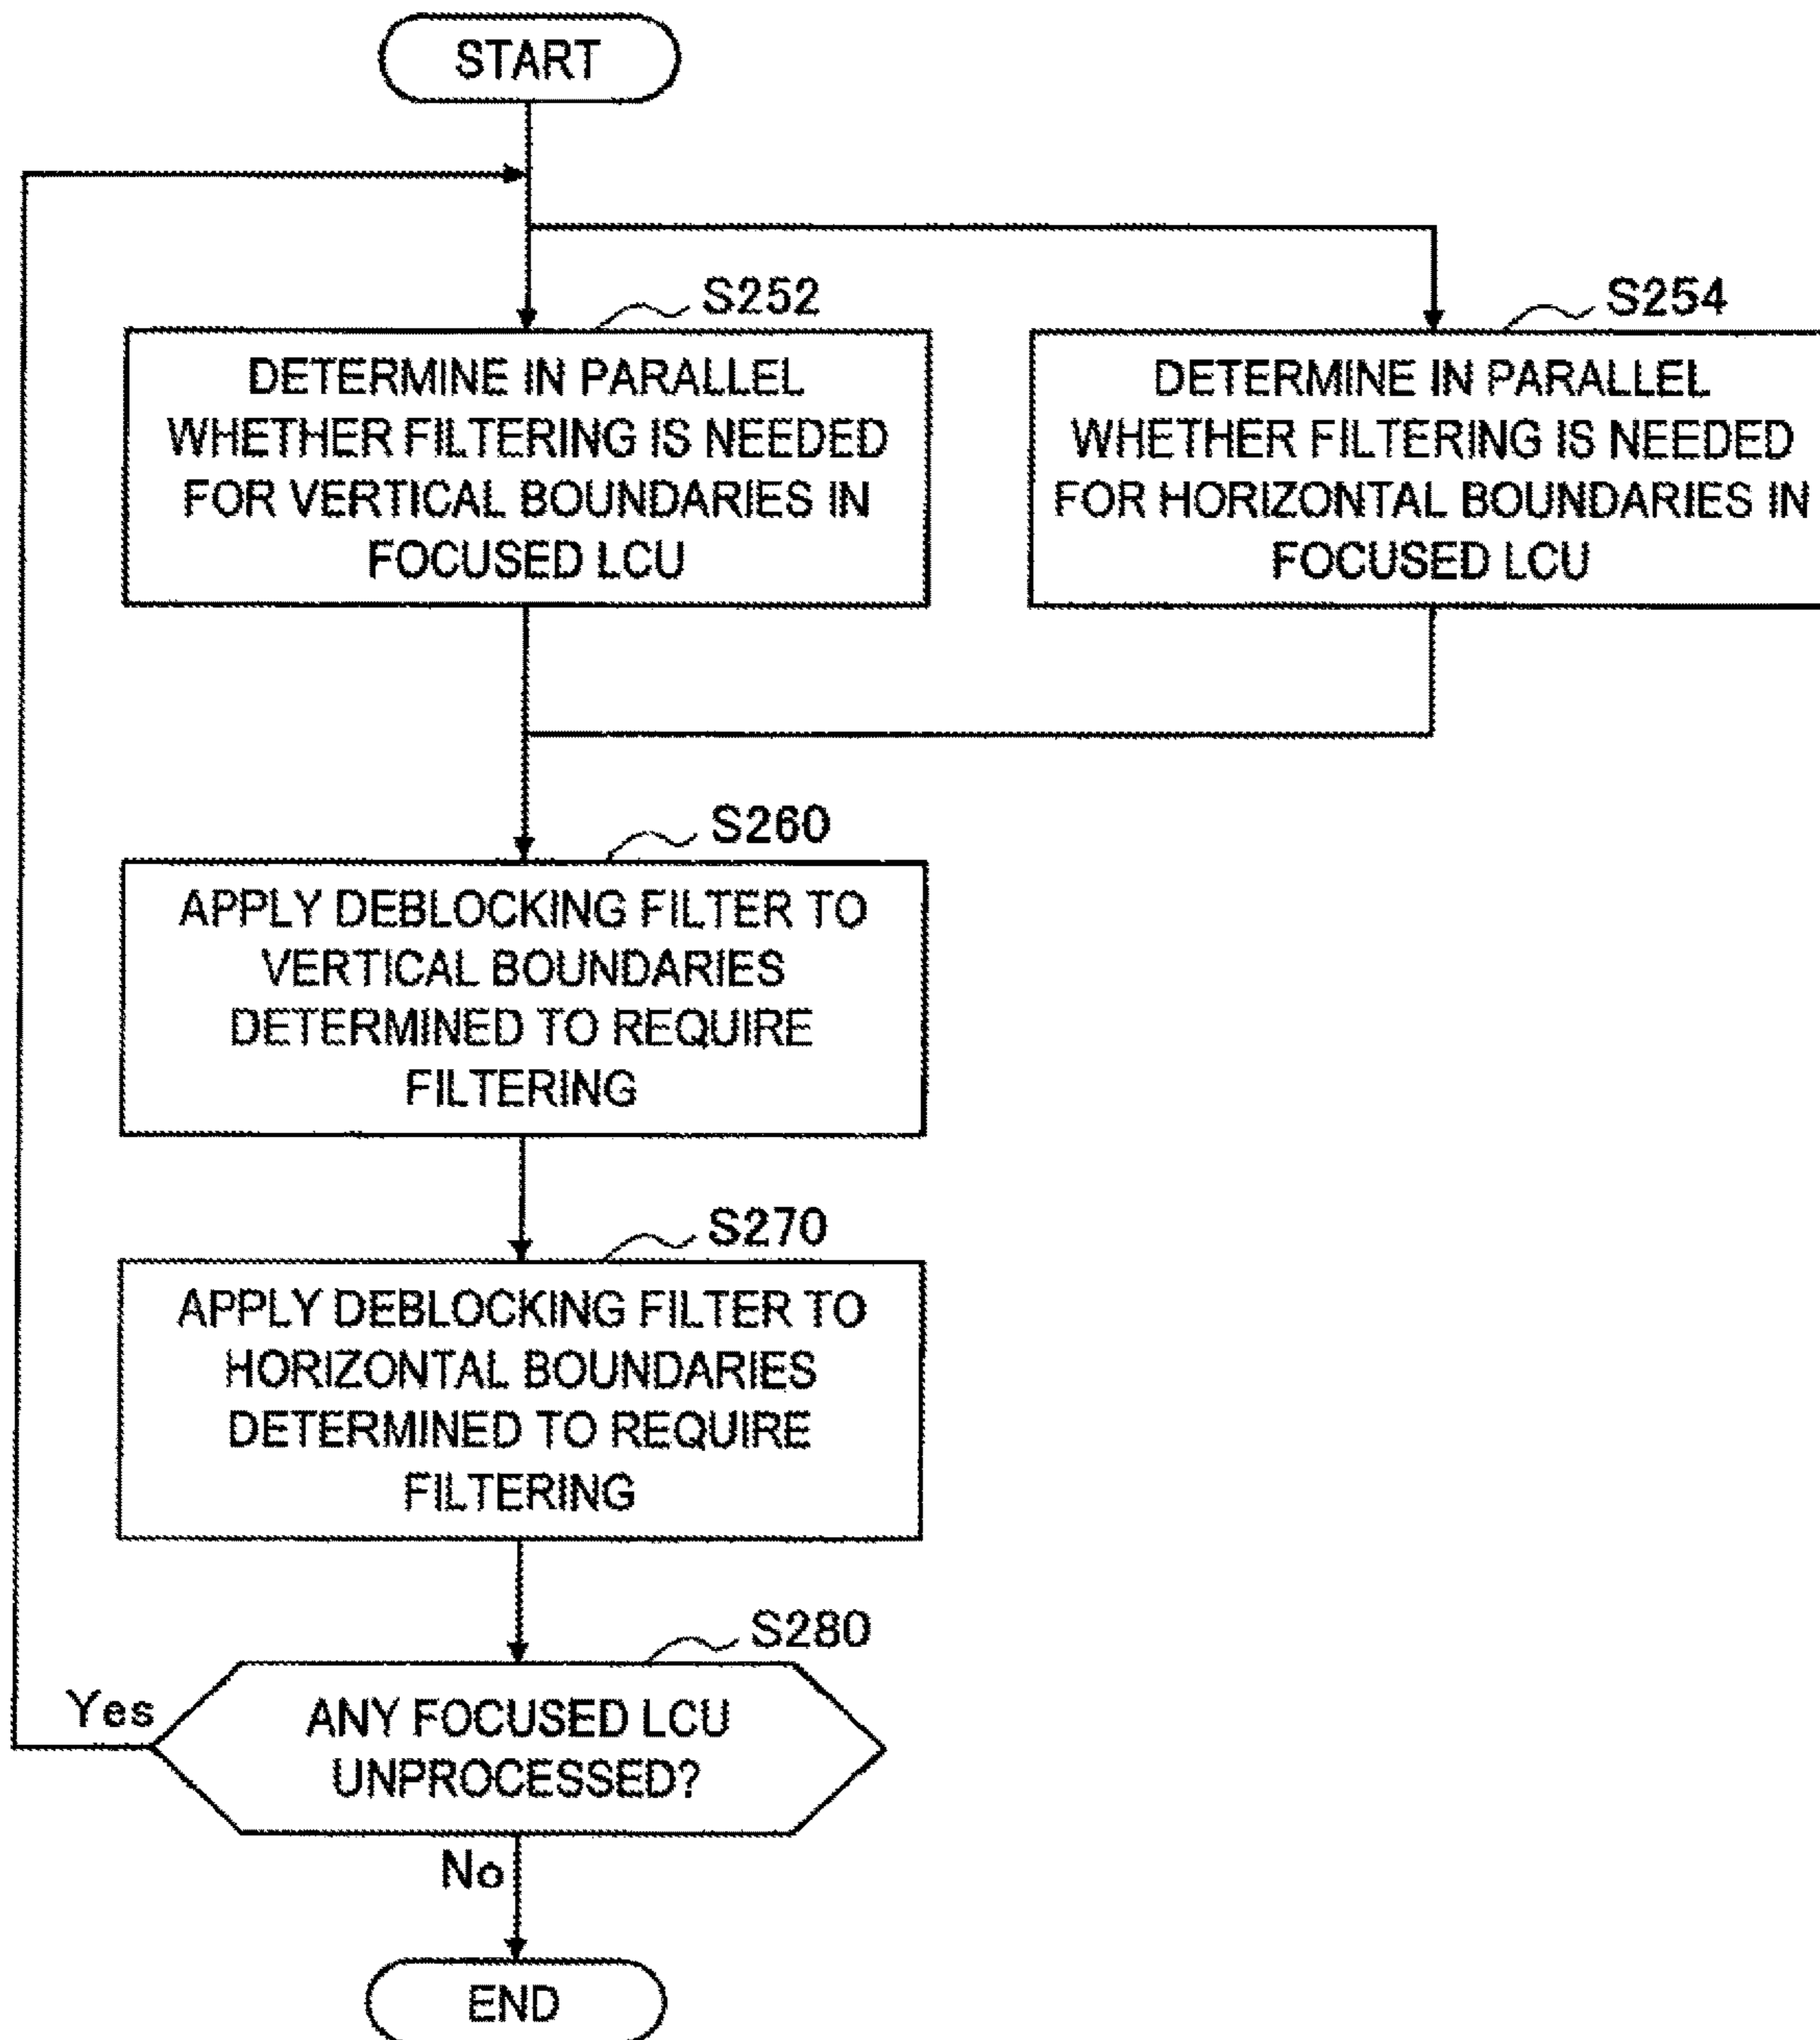 START
S252
DETERMINE IN PARALLEL
WHETHER FILTERING IS NEEDED
FOR VERTICAL BOUNDARIES IN
FOCUSED LCU
S254
DETERMINE IN PARALLEL
WHETHER FILTERING IS NEEDED
FOR HORIZONTAL BOUNDARIES IN
FOCUSED LCU
S260
APPLY DEBLOCKING FILTER TO
VERTICAL BOUNDARIES
DETERMINED TO REQUIRE
FILTERING
S270
APPLY DEBLOCKING FILTER TO
HORIZONTAL BOUNDARIES
DETERMINED TO REQUIRE
FILTERING
S280
Yes
ANY FOCUSED LCU
UNPROCESSED?
No
END